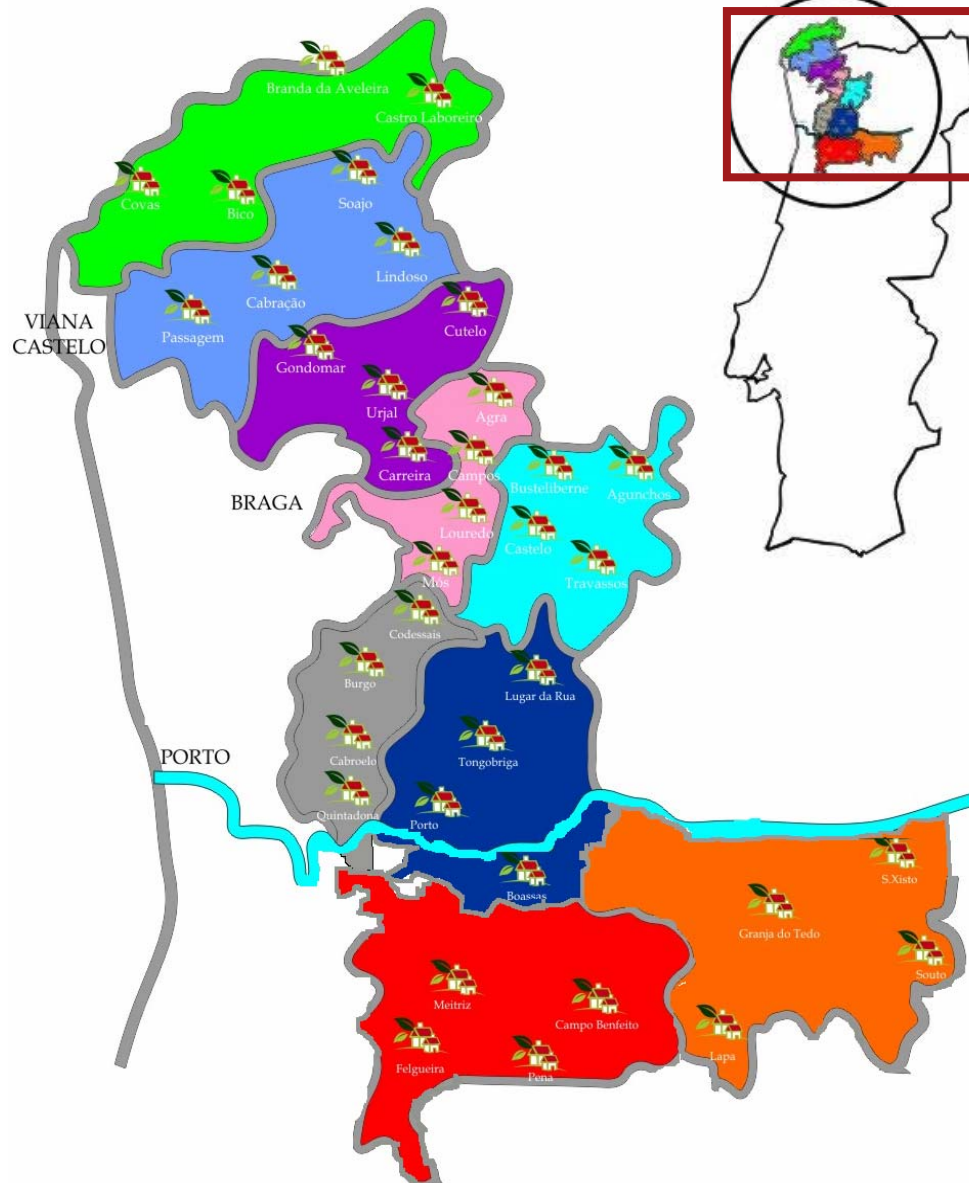 Branda da Aveleira
Castro Laboreiro
Covas
Bico
Soajo
Lindoso
Cabração
Passagem
VIANA
CASTELO
Cutelo
Gondomar
Urjal
Agra
Carreira
Campos
Busteliberne
Agunchos
BRAGA
Louredo
Castelo
Travassos
Mós
Codessais
Burgo
Lugar da Rua
Cabroelo
Tongobriga
PORTO
Quintadona
Porto
S.Xisto
Boassas
Granja do Tedo
Souto
Meitriz
Campo Benfeito
Felgueira
Pena
Lapa